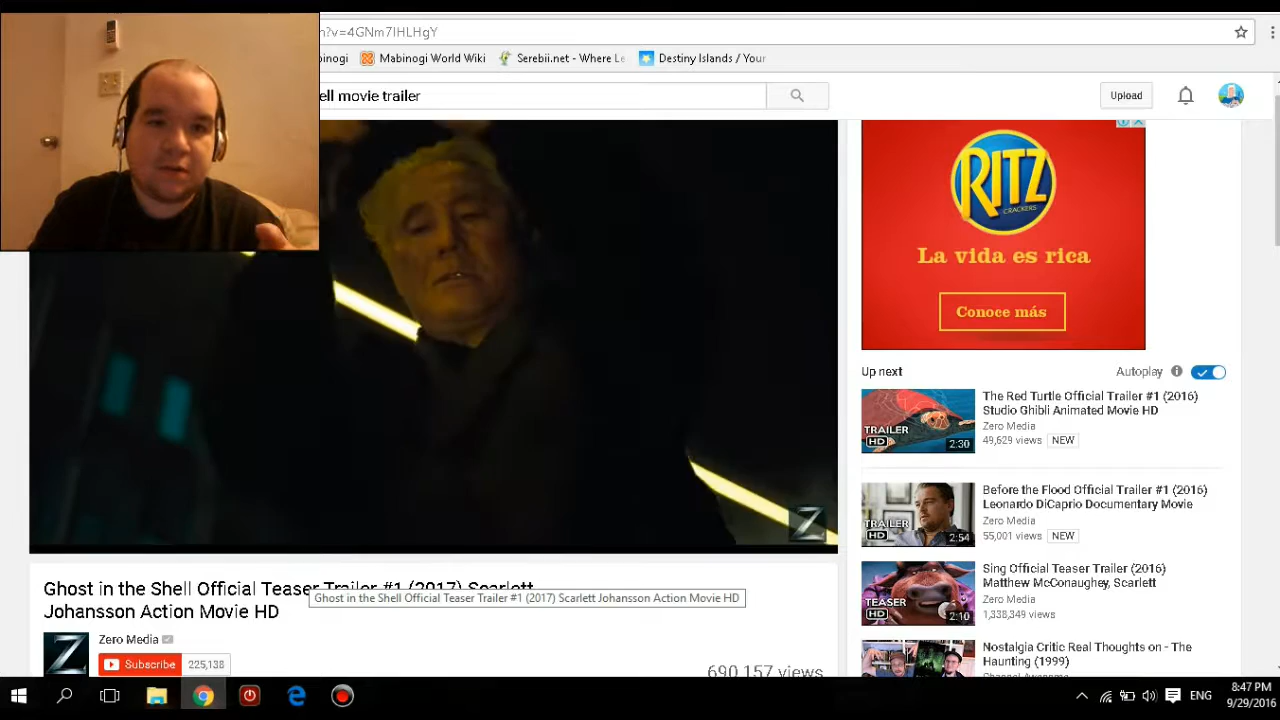 n?v=4GNm7IHLHgY
binogi
Mabinogi World Wiki
Serebii.net - Where Le
Destiny Islands / Your
ell movie trailer
Upload
RITZ
CRACKERS
La vida es rica
Conoce más
Up next
Autoplay
The Red Turtle Official Trailer #1 (2016)
Studio Ghibli Animated Movie HD
Zero Media
49,629 views NEW
TRAILER
HD
2:30
Before the Flood Official Trailer #1 (2016)
Leonardo DiCaprio Documentary Movie
Zero Media
55,001 views NEW
TRAILER
HD
2:54
Sing Official Teaser Trailer (2016)
Matthew McConaughey, Scarlett
Zero Media
1,338,349 views
TEASER
HD
2:10
Nostalgia Critic Real Thoughts on - The
Haunting (1999)
Z
Ghost in the Shell Official Teaser Trailer #1 (2017) Scarlett
Johansson Action Movie HD
Ghost in the Shell Official Teaser Trailer #1 (2017) Scarlett Johansson Action Movie HD
Z
Zero Media
Subscribe 225,138
690,157 views
ENG
8:47 PM
9/29/2016